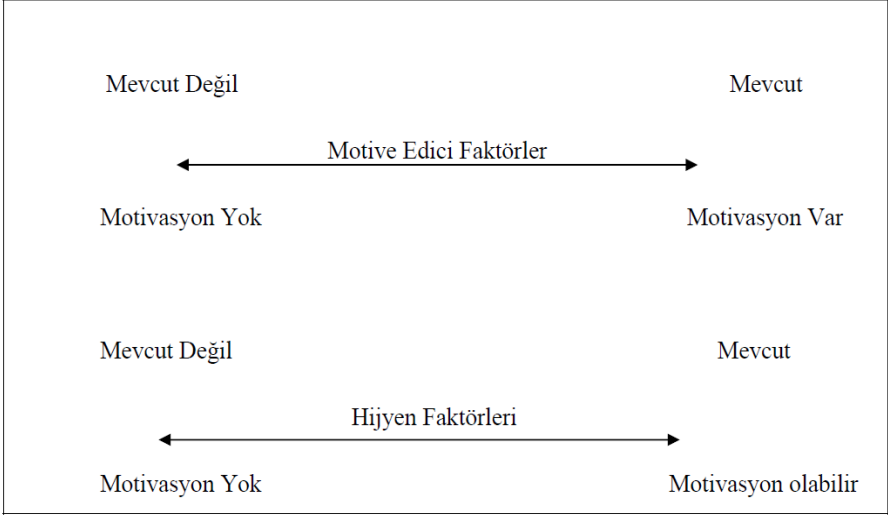 Mevcut Değil Mevcut
Motive Edici Faktörler
Motivasyon Yok Motivasyon Var
Mevcut Değil Mevcut
Hijyen Faktörleri
Motivasyon Yok Motivasyon olabilir